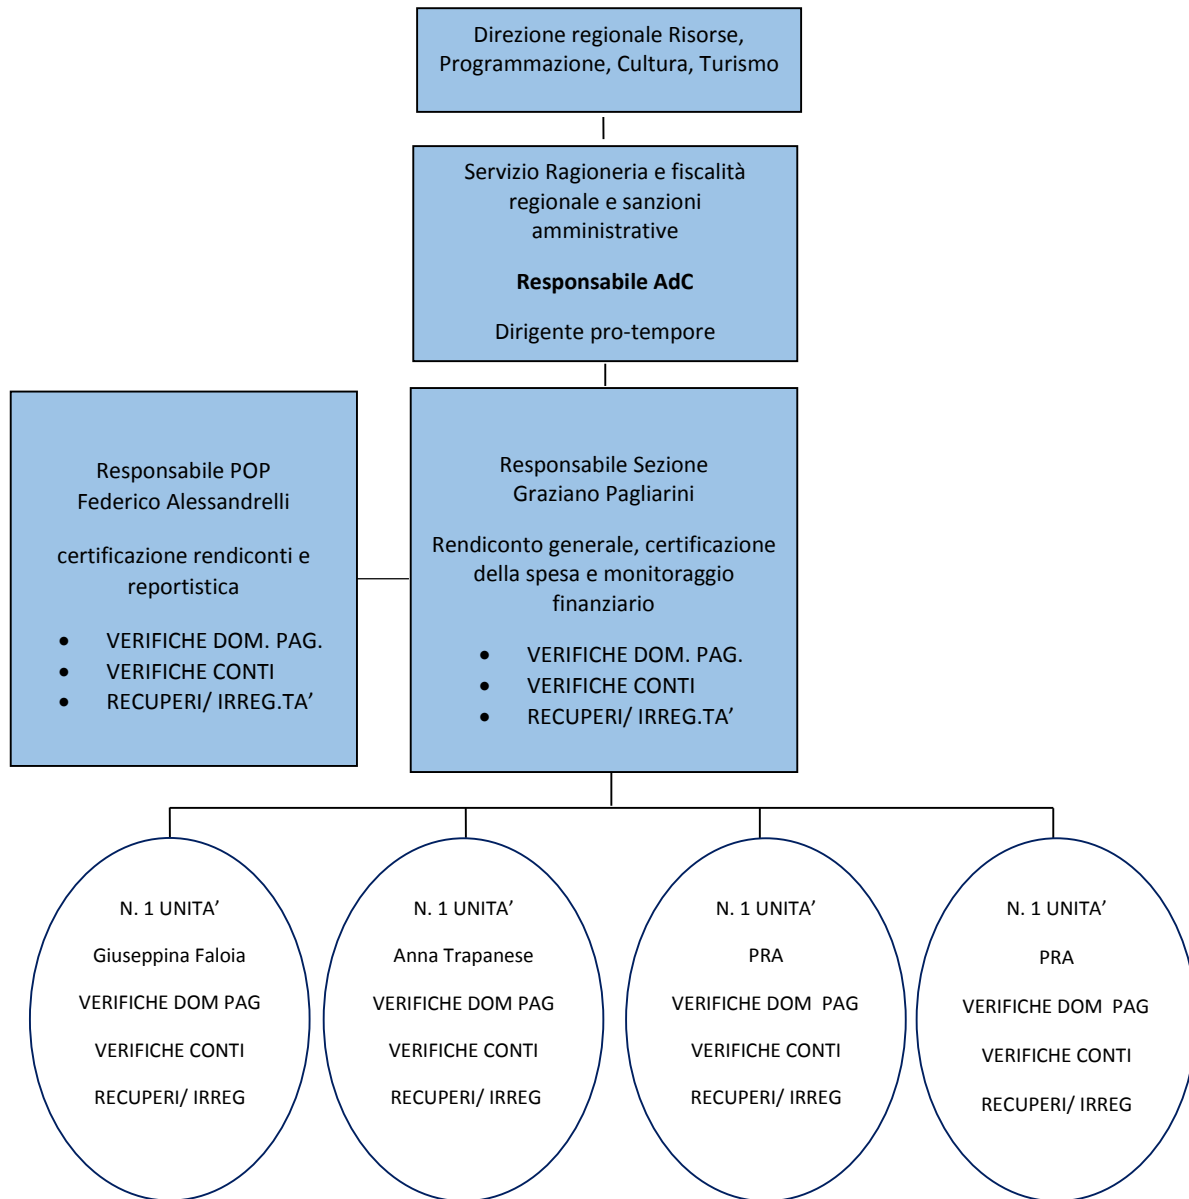 Direzione regionale Risorse,
Programmazione, Cultura, Turismo
Servizio Ragioneria e fiscalità
regionale e sanzioni
amministrative
Responsabile AdC
Dirigente pro-tempore
Responsabile POP
Federico Alessandrelli
certificazione rendiconti e
reportistica
• VERIFICHE DOM. PAG.
• VERIFICHE CONTI
• RECUPERI/ IRREG.TA’
Responsabile Sezione
Graziano Pagliarini
Rendiconto generale, certificazione
della spesa e monitoraggio
finanziario
• VERIFICHE DOM. PAG.
• VERIFICHE CONTI
• RECUPERI/ IRREG.TA’
N. 1 UNITA’
Giuseppina Faloia
VERIFICHE DOM PAG
VERIFICHE CONTI
RECUPERI/ IRREG
N. 1 UNITA’
Anna Trapanese
VERIFICHE DOM PAG
VERIFICHE CONTI
RECUPERI/ IRREG
N. 1 UNITA’
PRA
VERIFICHE DOM  PAG
VERIFICHE CONTI
RECUPERI/ IRREG
N. 1 UNITA’
PRA
VERIFICHE DOM  PAG
VERIFICHE CONTI
RECUPERI/ IRREG